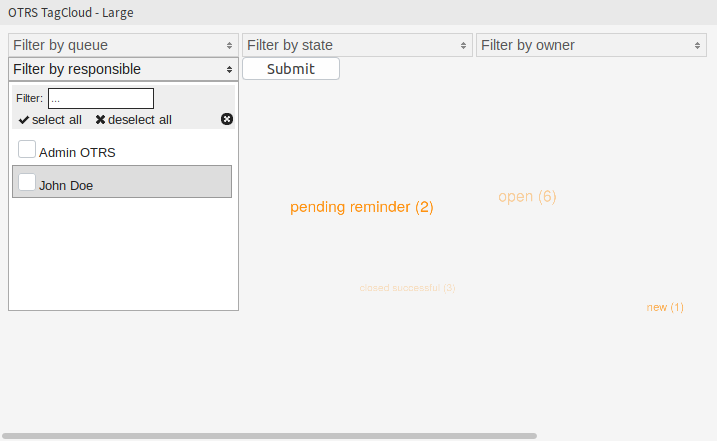 OTRS TagCloud - Large
Filter by queue
Filter by state
Filter by owner
Filter by responsible
Submit
Filter: ...
select all deselect all
Admin OTRS
John Doe
open (6)
pending reminder (2)
closed successful (3)
new (1)